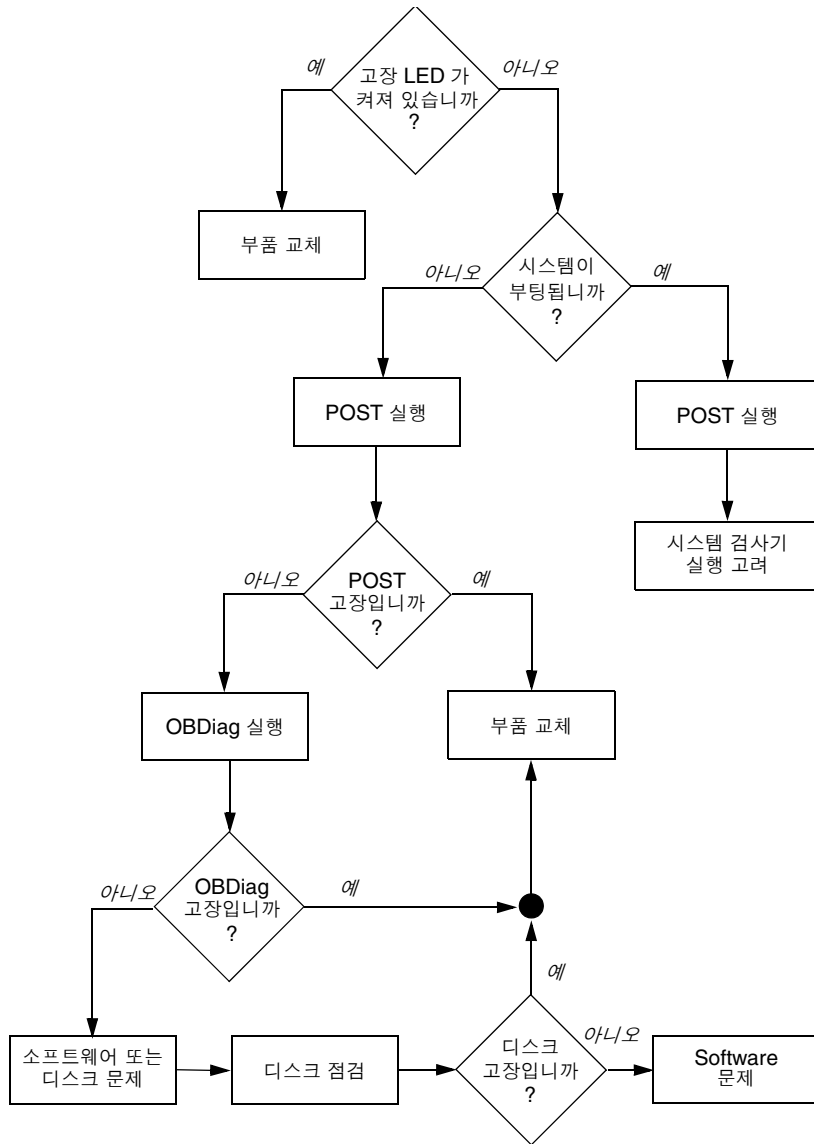 고장 LED 가
켜져 있습니까
?
예
아니오
부품 교체
시스템이
부팅됩니까
?
아니오
예
POST 실행
POST 실행
시스템 검사기
실행 고려
POST
고장입니까
?
아니오
예
OBDiag 실행
부품 교체
OBDiag
고장입니까
?
아니오
예
예
소프트웨어 또는
디스크 문제
디스크 점검
디스크
고장입니까
?
아니오
Software
문제